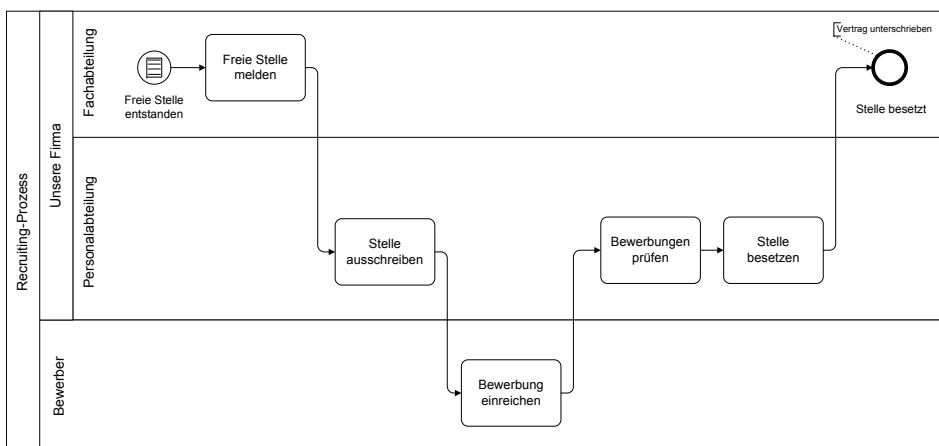 Recruiting-Prozess
Unsere Firma
Fachabteilung
Freie Stelle
entstanden
Freie Stelle
melden
Vertrag unterschrieben
Stelle besetzt
Personalabteilung
Stelle
ausschreiben
Bewerbungen
prüfen
Stelle
besetzen
Bewerber
Bewerbung
einreichen